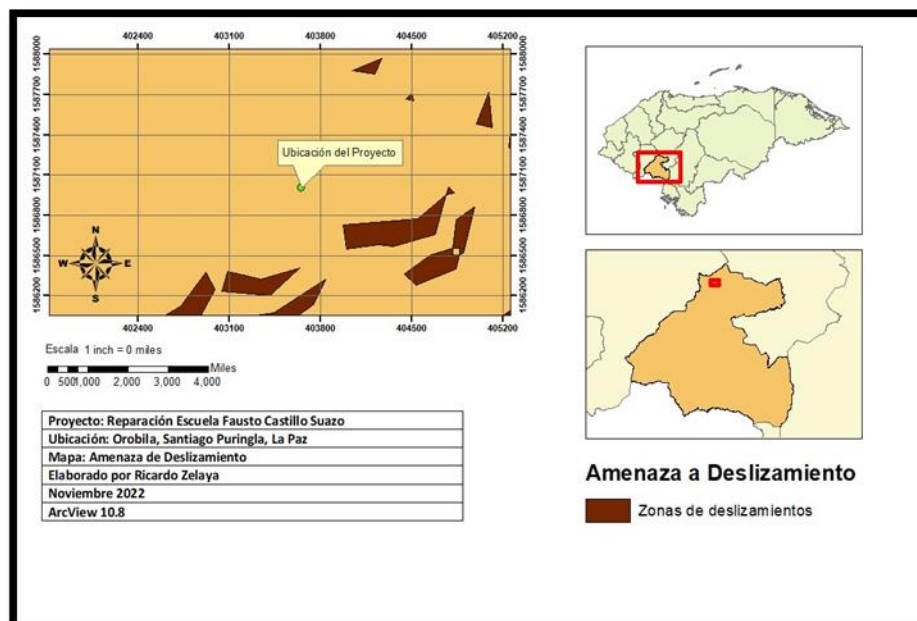 402400 403100 403800 404500 405200
1588000
1587700
1587400
1587100
1586800
1586500
1586200
1588000
1587700
1587400
1587100
1586800
1586500
1586200
Ubicación del Proyecto
N
W E
S
402400 403100 403800 404500 405200
Escala 1 inch = 0 miles
Miles
0 500 1,000 2,000 3,000 4,000
Proyecto: Reparación Escuela Fausto Castillo Suazo
Ubicación: Orobila, Santiago Puringla, La Paz
Mapa: Amenaza de Deslizamiento
Elaborado por Ricardo Zelaya
Noviembre 2022
ArcView 10.8
Amenaza a Deslizamiento
Zonas de deslizamientos